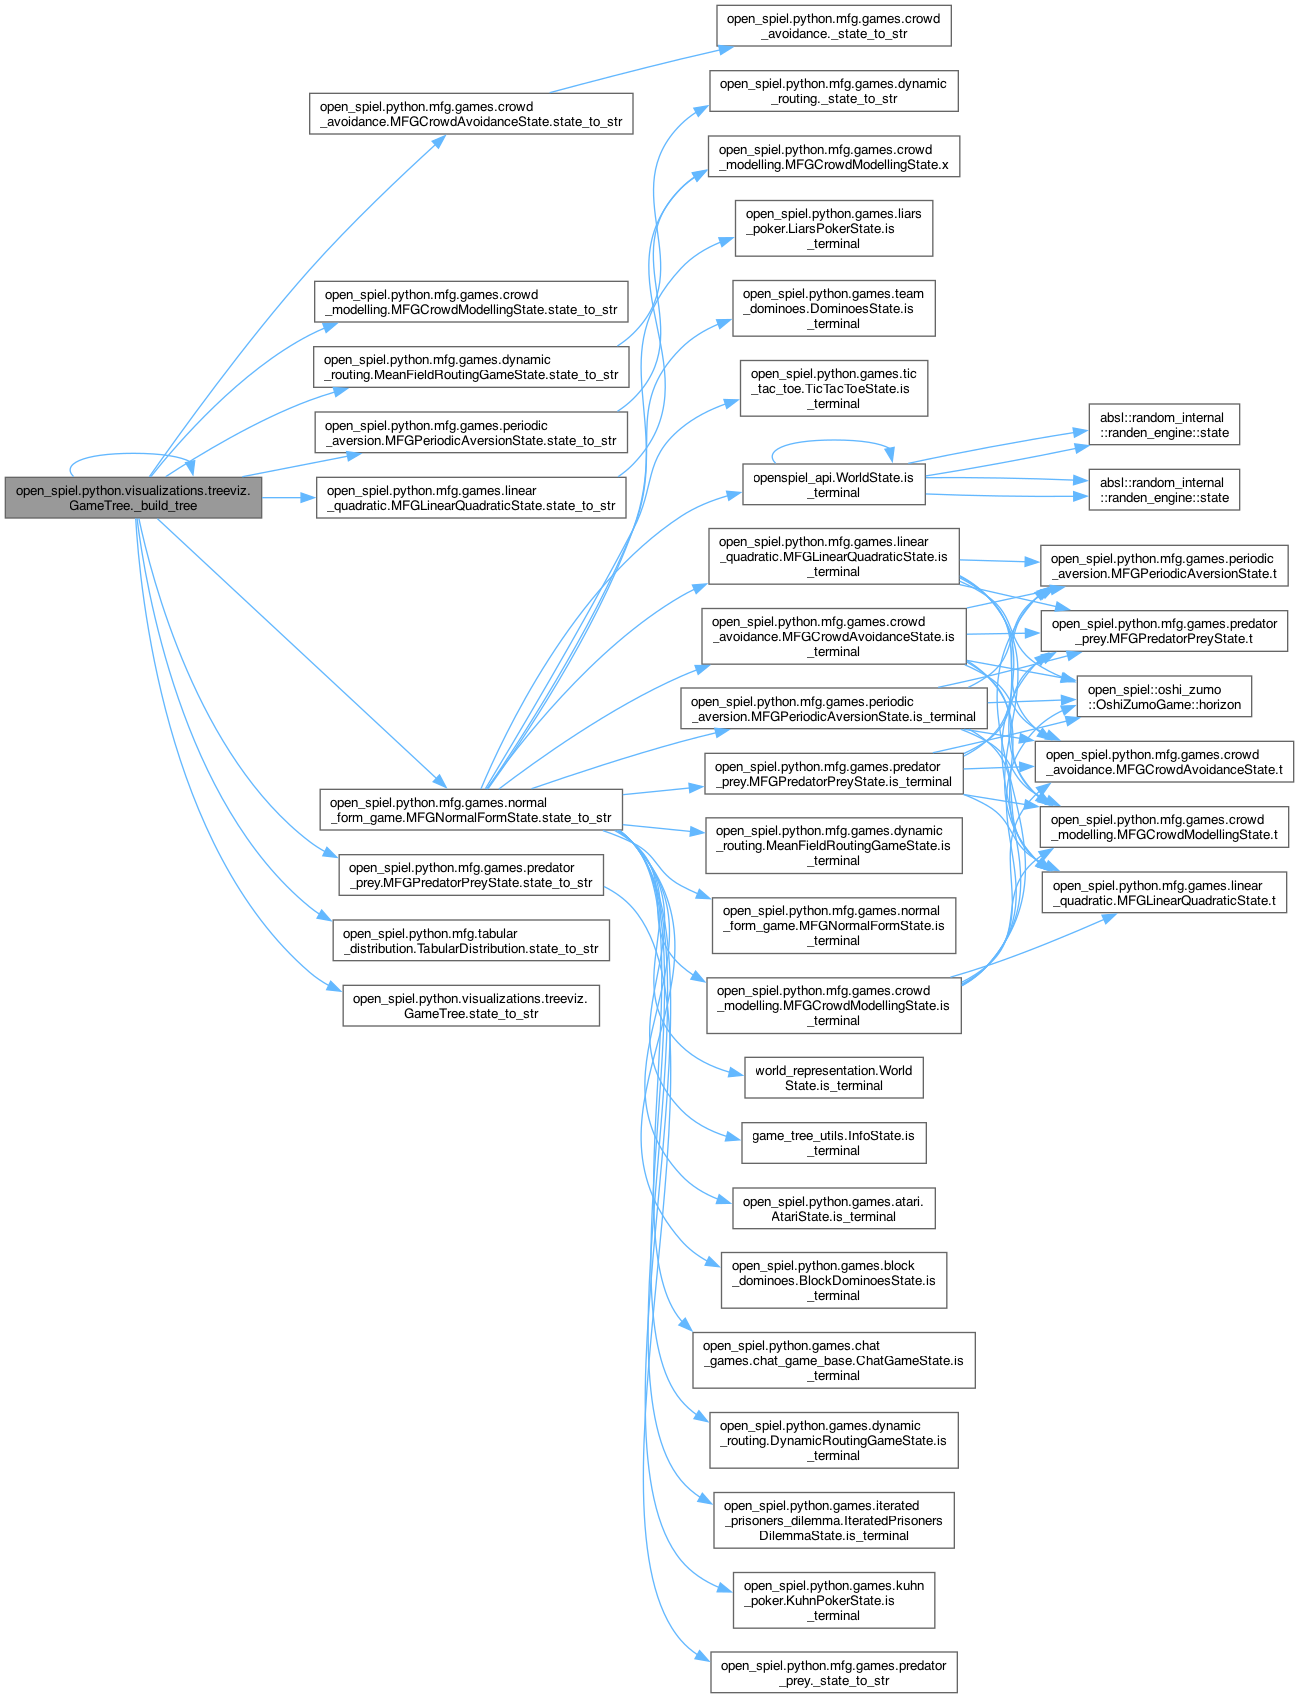 open_spiel.python.visualizations.treeviz.
GameTree._build_tree
open_spiel.python.mfg.games.crowd
_avoidance.MFGCrowdAvoidanceState.state_to_str
open_spiel.python.mfg.games.crowd
_modelling.MFGCrowdModellingState.state_to_str
open_spiel.python.mfg.games.dynamic
_routing.MeanFieldRoutingGameState.state_to_str
open_spiel.python.mfg.games.periodic
_aversion.MFGPeriodicAversionState.state_to_str
open_spiel.python.mfg.games.linear
_quadratic.MFGLinearQuadraticState.state_to_str
open_spiel.python.mfg.games.normal
_form_game.MFGNormalFormState.state_to_str
open_spiel.python.mfg.games.predator
_prey.MFGPredatorPreyState.state_to_str
open_spiel.python.mfg.tabular
_distribution.TabularDistribution.state_to_str
open_spiel.python.visualizations.treeviz.
GameTree.state_to_str
open_spiel.python.mfg.games.crowd
_avoidance._state_to_str
open_spiel.python.mfg.games.dynamic
_routing._state_to_str
open_spiel.python.mfg.games.crowd
_modelling.MFGCrowdModellingState.x
open_spiel.python.games.liars
_poker.LiarsPokerState.is
_terminal
open_spiel.python.games.team
_dominoes.DominoesState.is
_terminal
open_spiel.python.games.tic
_tac_toe.TicTacToeState.is
_terminal
openspiel_api.WorldState.is
_terminal
open_spiel.python.mfg.games.linear
_quadratic.MFGLinearQuadraticState.is
_terminal
open_spiel.python.mfg.games.crowd
_avoidance.MFGCrowdAvoidanceState.is
_terminal
open_spiel.python.mfg.games.periodic
_aversion.MFGPeriodicAversionState.is_terminal
open_spiel.python.mfg.games.predator
_prey.MFGPredatorPreyState.is_terminal
open_spiel.python.mfg.games.dynamic
_routing.MeanFieldRoutingGameState.is
_terminal
open_spiel.python.mfg.games.normal
_form_game.MFGNormalFormState.is
_terminal
open_spiel.python.mfg.games.crowd
_modelling.MFGCrowdModellingState.is
_terminal
world_representation.World
State.is_terminal
game_tree_utils.InfoState.is
_terminal
open_spiel.python.games.atari.
AtariState.is_terminal
open_spiel.python.games.block
_dominoes.BlockDominoesState.is
_terminal
open_spiel.python.games.chat
_games.chat_game_base.ChatGameState.is
_terminal
open_spiel.python.games.dynamic
_routing.DynamicRoutingGameState.is
_terminal
open_spiel.python.games.iterated
_prisoners_dilemma.IteratedPrisoners
DilemmaState.is_terminal
open_spiel.python.games.kuhn
_poker.KuhnPokerState.is
_terminal
open_spiel.python.mfg.games.predator
_prey._state_to_str
absl::random_internal
::randen_engine::state
absl::random_internal
::randen_engine::state
open_spiel.python.mfg.games.periodic
_aversion.MFGPeriodicAversionState.t
open_spiel.python.mfg.games.predator
_prey.MFGPredatorPreyState.t
open_spiel::oshi_zumo
::OshiZumoGame::horizon
open_spiel.python.mfg.games.crowd
_avoidance.MFGCrowdAvoidanceState.t
open_spiel.python.mfg.games.crowd
_modelling.MFGCrowdModellingState.t
open_spiel.python.mfg.games.linear
_quadratic.MFGLinearQuadraticState.t